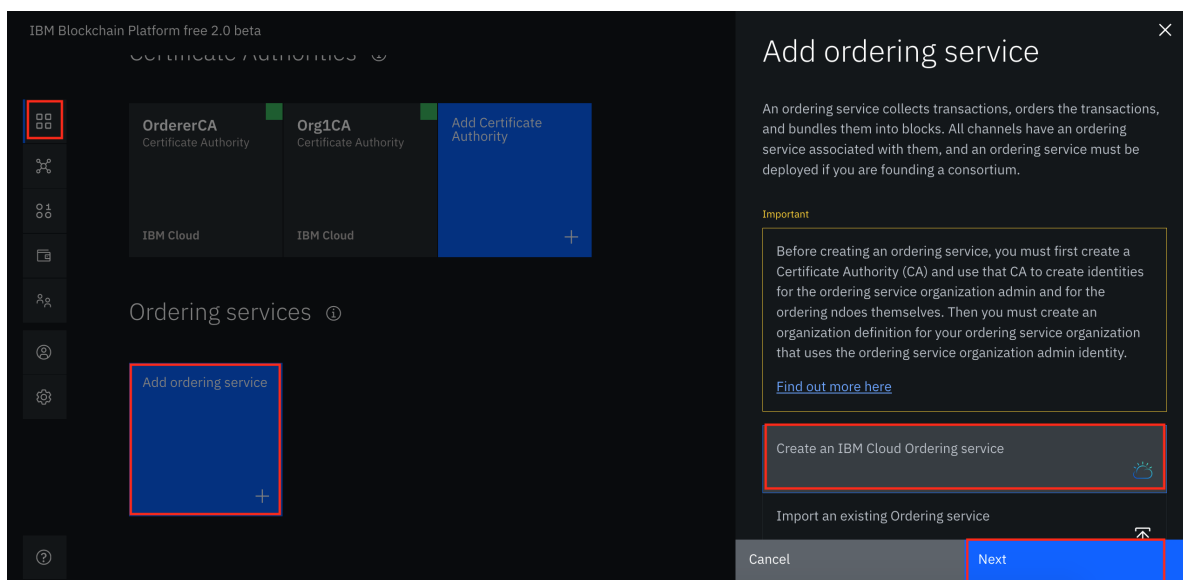 IBM Blockchain Platform free 2.0 beta
Certificate Authorities
OrdererCA
Certificate Authority
IBM Cloud
Org1CA
Certificate Authority
IBM Cloud
Add Certificate
Authority
Ordering services
Add ordering service
Add ordering service
An ordering service collects transactions, orders the transactions,
and bundles them into blocks. All channels have an ordering
service associated with them, and an ordering service must be
deployed if you are founding a consortium.
Important
Before creating an ordering service, you must first create a
Certificate Authority (CA) and use that CA to create identities
for the ordering service organization admin and for the
ordering ndoes themselves. Then you must create an
organization definition for your ordering service organization
that uses the ordering service organization admin identity.
Find out more here
Create an IBM Cloud Ordering service
Import an existing Ordering service
Cancel
Next